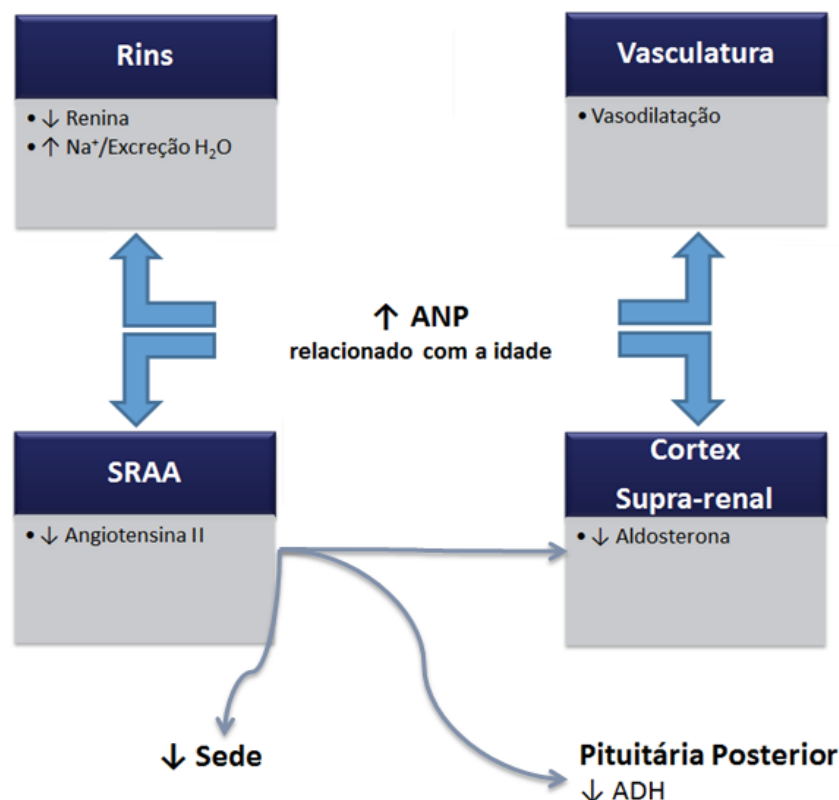 Rins
• ↓ Renina
• ↑ Na⁺/Excreção H₂O
Vasculatura
• Vasodilatação
↑ ANP
relacionado com a idade
SRAA
• ↓ Angiotensina II
Cortex
Supra-renal
• ↓ Aldosterona
↓ Sede
Pituitária Posterior
↓ ADH